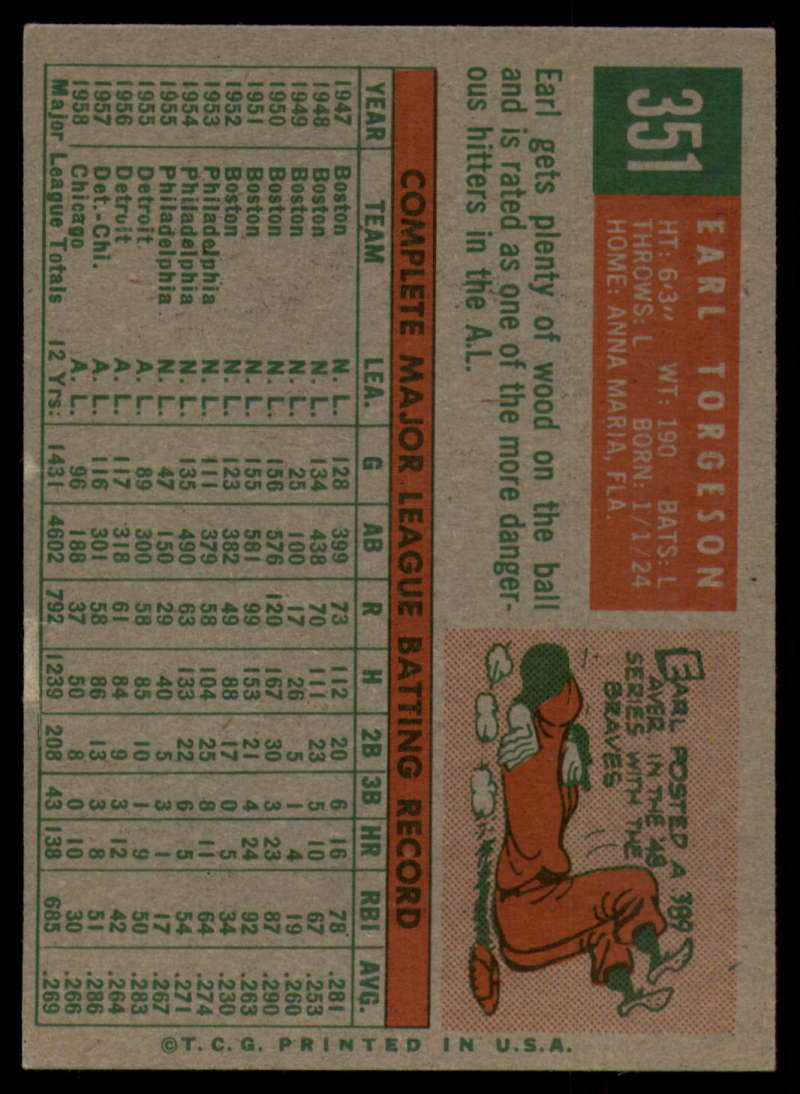 351
EARL TORGESON
HT: 6'3" WT: 190 BATS: L
THROWS: L BORN: 1/1/24
HOME: ANNA MARIA, FLA.
Earl gets plenty of wood on the ball
and is rated as one of the more danger-
ous hitters in the A.L.
EARL POSTED A .389
AVER IN THE '48
SERIES WITH THE
BRAVES
COMPLETE MAJOR LEAGUE BATTING RECORD
YEAR TEAM LEA. G AB R H 2B 3B HR RBI AVG.
1947 Boston N. L. 128 399 73 112 20 6 16 78 .281
1948 Boston N. L. 134 438 70 111 23 5 10 67 .253
1949 Boston N. L. 25 100 17 26 5 1 4 19 .260
1950 Boston N. L. 156 576 120 167 30 3 23 87 .290
1951 Boston N. L. 155 581 99 153 21 4 24 92 .263
1952 Boston N. L. 123 382 49 88 17 0 5 34 .230
1953 Philadelphia N. L. 111 379 58 104 25 8 11 64 .274
1954 Philadelphia N. L. 135 490 63 133 22 6 5 54 .271
1955 Philadelphia N. L. 47 150 29 40 5 3 1 17 .267
1955 Detroit A. L. 89 300 58 85 10 1 9 50 .283
1956 Detroit A. L. 117 318 61 84 9 3 12 42 .264
1957 Det.-Chi. A. L. 116 301 58 86 13 3 8 51 .286
1958 Chicago A. L. 96 188 37 50 8 0 10 30 .266
Major League Totals 12 Yrs. 1431 4602 792 1239 208 43 138 685 .269
©T.C.G. PRINTED IN U.S.A.